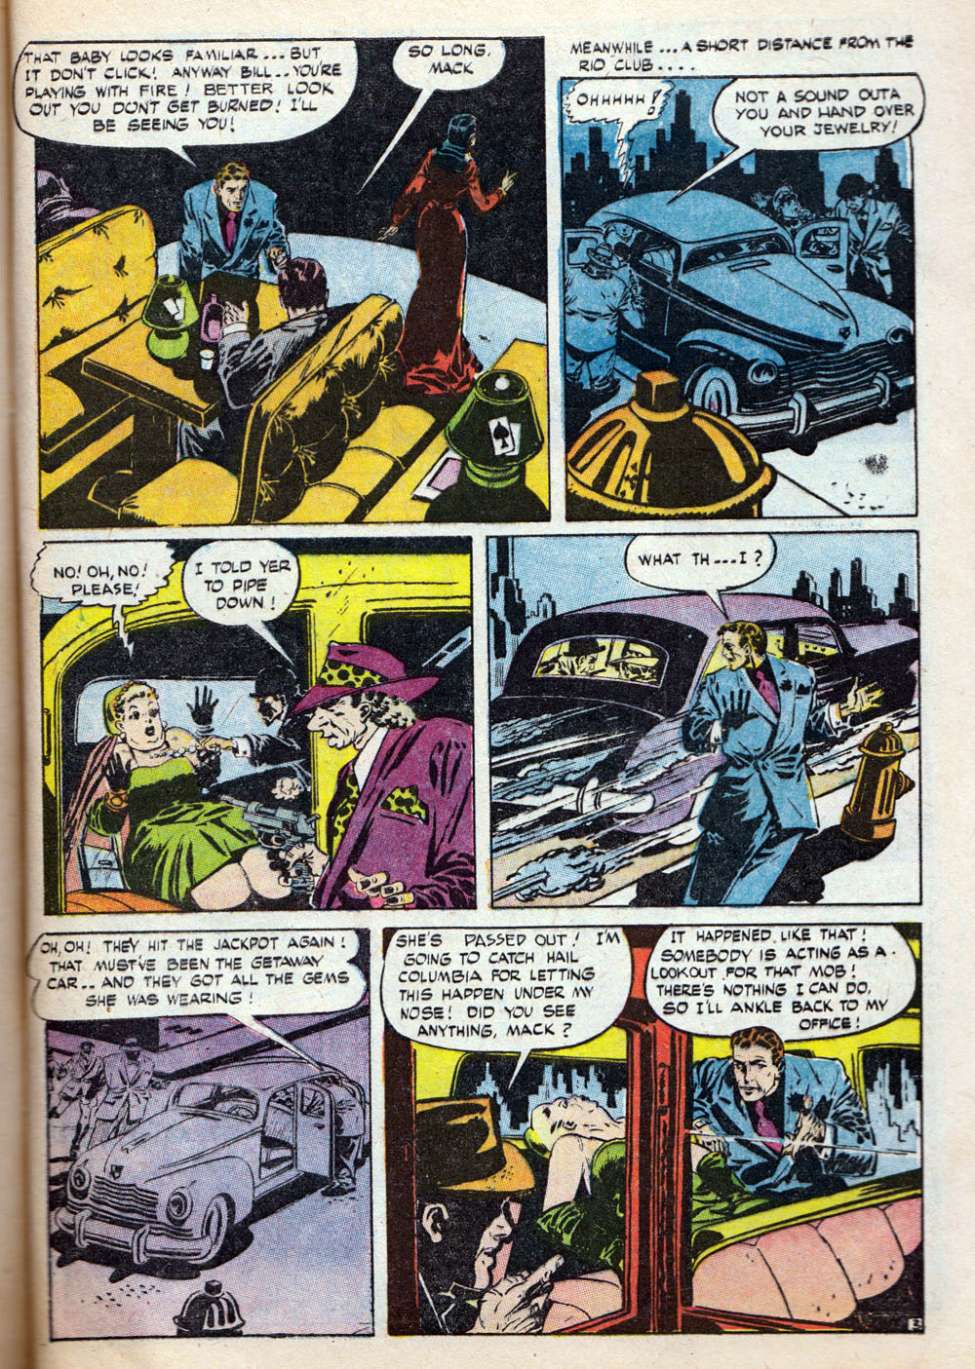 THAT BABY LOOKS FAMILIAR... BUT
IT DON'T CLICK! ANYWAY BILL.. YOU'RE
PLAYING WITH FIRE! BETTER LOOK
OUT YOU DON'T GET BURNED! I'LL
BE SEEING YOU!
SO LONG,
MACK
MEANWHILE... A SHORT DISTANCE FROM THE
RIO CLUB....
OHHHHH!
NOT A SOUND OUTA
YOU AND HAND OVER
YOUR JEWELRY!
NO! OH, NO!
PLEASE!
I TOLD YER
TO PIPE
DOWN!
WHAT TH---I?
OH, OH! THEY HIT THE JACKPOT AGAIN!
THAT MUST'VE BEEN THE GETAWAY
CAR.. AND THEY GOT ALL THE GEMS
SHE WAS WEARING!
SHE'S PASSED OUT! I'M
GOING TO CATCH HAIL
COLUMBIA FOR LETTING
THIS HAPPEN UNDER MY
NOSE! DID YOU SEE
ANYTHING, MACK?
IT HAPPENED LIKE THAT!
SOMEBODY IS ACTING AS A
LOOKOUT FOR THAT MOB!
THERE'S NOTHING I CAN DO,
SO I'LL ANKLE BACK TO MY
OFFICE!
2